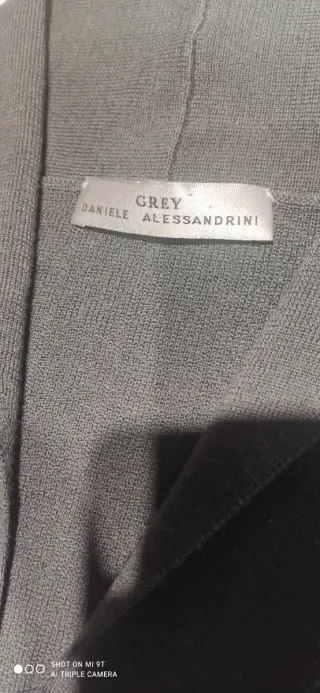 GREY
DANIELE ALESSANDRINI
SHOT ON MI 9T
AI TRIPLE CAMERA